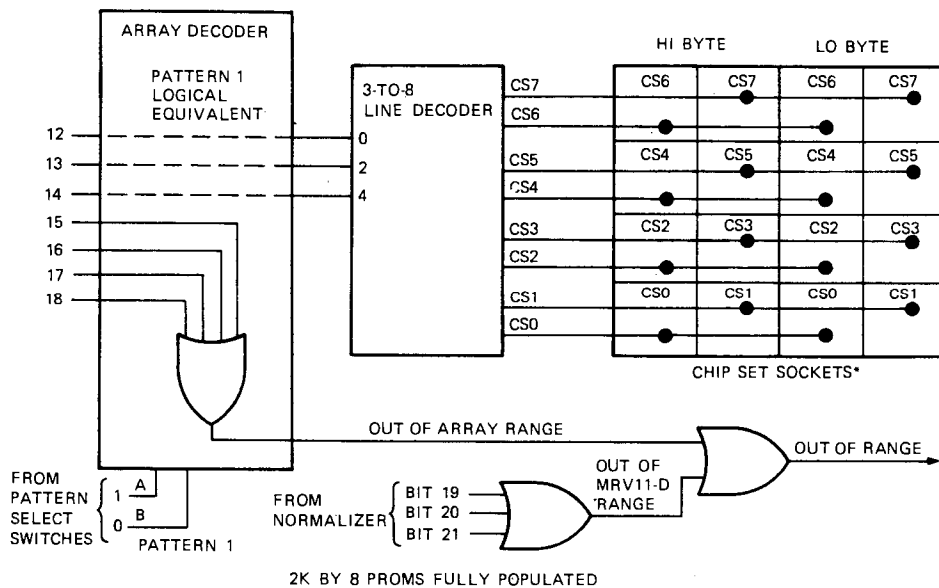 ARRAY DECODER
PATTERN 1
LOGICAL
EQUIVALENT
12
13
14
15
16
17
18
3-TO-8
LINE DECODER
0
2
4
CS7
CS6
CS5
CS4
CS3
CS2
CS1
CS0
HI BYTE LO BYTE
CS6 CS7 CS6 CS7
CS4 CS5 CS4 CS5
CS2 CS3 CS2 CS3
CS0 CS1 CS0 CS1
CHIP SET SOCKETS*
OUT OF ARRAY RANGE
OUT OF RANGE
OUT OF
MRV11-D
RANGE
FROM
PATTERN
SELECT
SWITCHES
1 A
0 B
PATTERN 1
FROM
NORMALIZER
BIT 19
BIT 20
BIT 21
2K BY 8 PROMS FULLY POPULATED